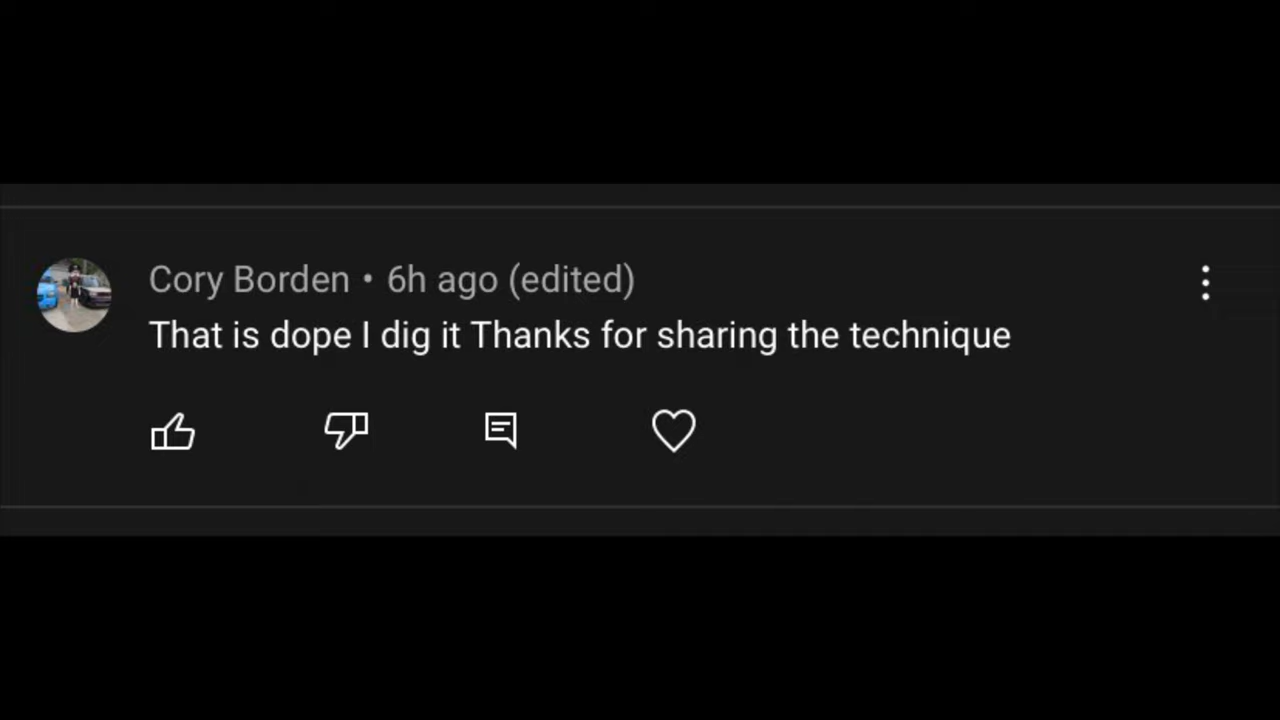 Cory Borden • 6h ago (edited)
That is dope I dig it Thanks for sharing the technique